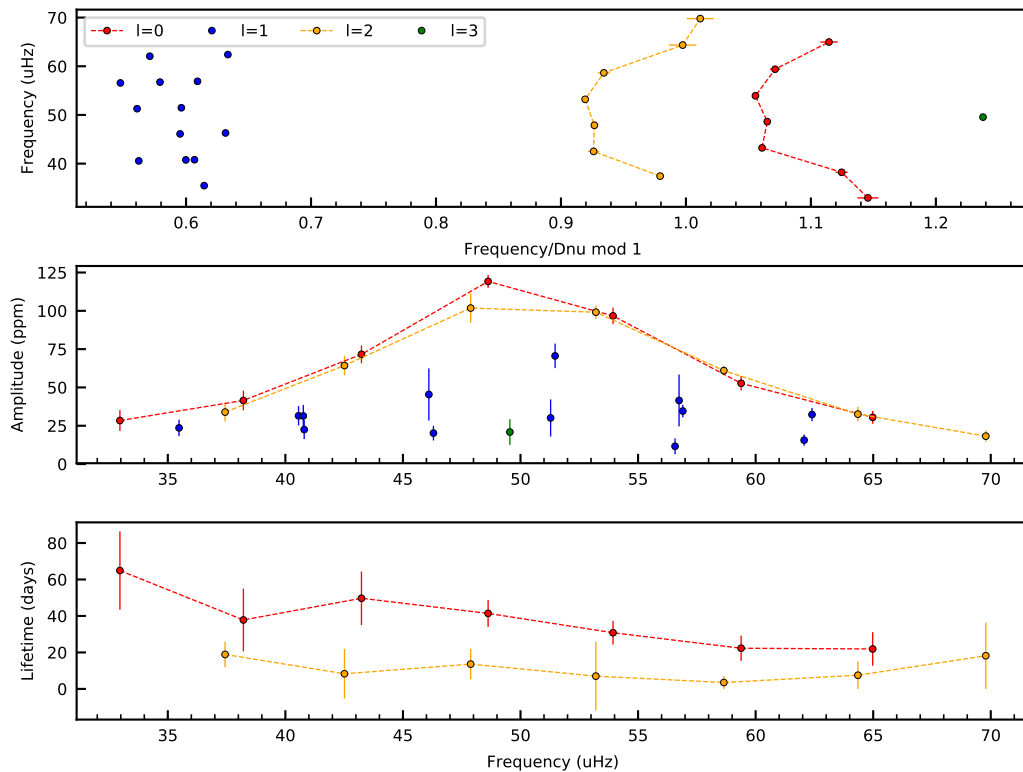 70
l=0 l=1 l=2 l=3
60
50
40
Frequency (uHz)
0.6 0.7 0.8 0.9 1.0 1.1 1.2
Frequency/Dnu mod 1
125
100
75
50
25
0
Amplitude (ppm)
35 40 45 50 55 60 65 70
80
60
40
20
0
Lifetime (days)
35 40 45 50 55 60 65 70
Frequency (uHz)